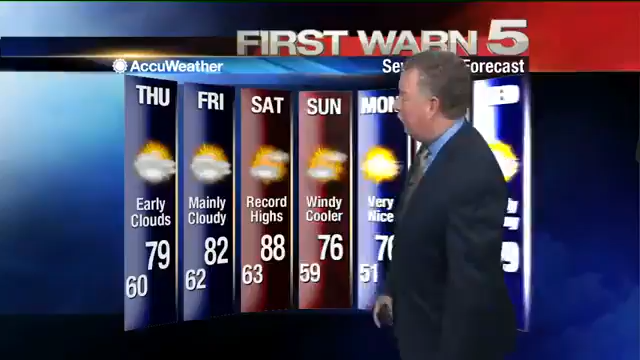 FIRST WARN 5
AccuWeather
Forecast
THU
FRI
SAT
SUN
MON
Early
Clouds
Mainly
Cloudy
Record
Highs
Windy
Cooler
Very
Nice
79
82
88
76
60
62
63
59
51